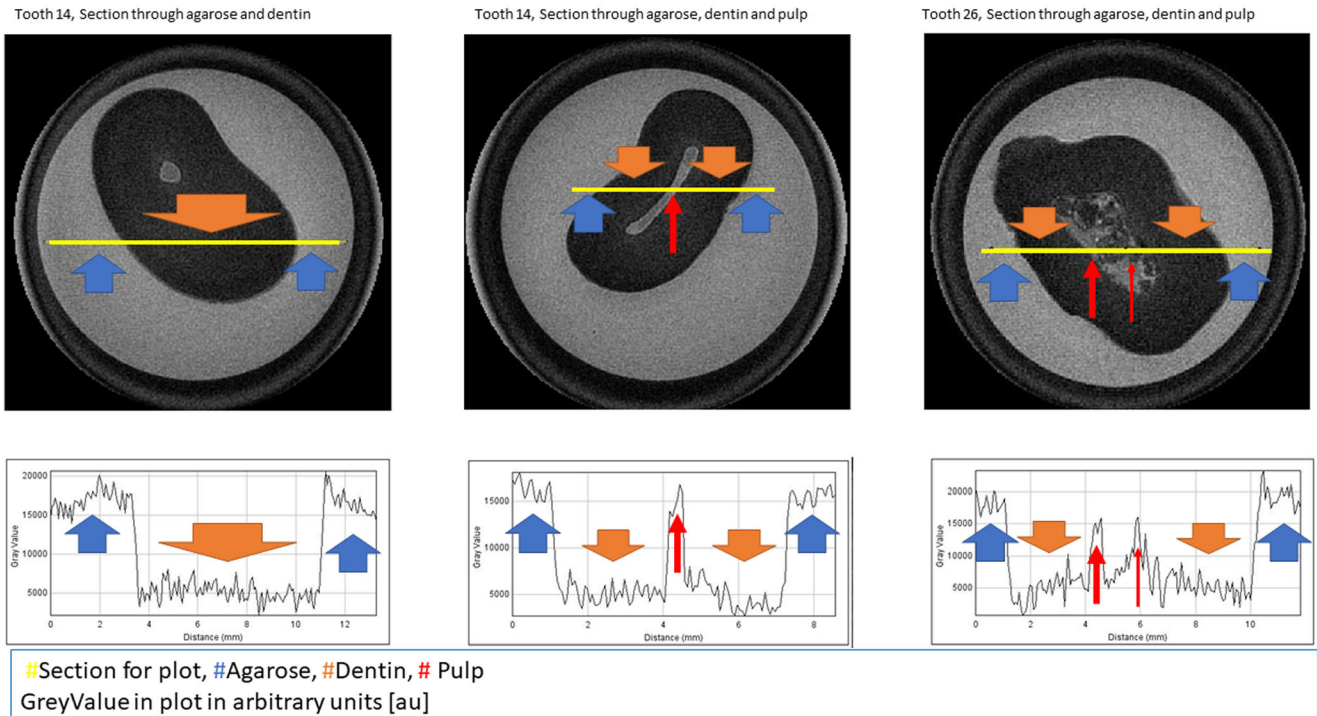 Tooth 14, Section through agarose and dentin
Tooth 14, Section through agarose, dentin and pulp
Tooth 26, Section through agarose, dentin and pulp
20000
15000
10000
5000
Gray Value
0 2 4 6 8 10 12
Distance (mm)
15000
10000
5000
Gray Value
0 2 4 6 8
Distance (mm)
20000
15000
10000
5000
Gray Value
0 2 4 6 8 10
Distance (mm)
#Section for plot, #Agarose, #Dentin, # Pulp
GreyValue in plot in arbitrary units [au]